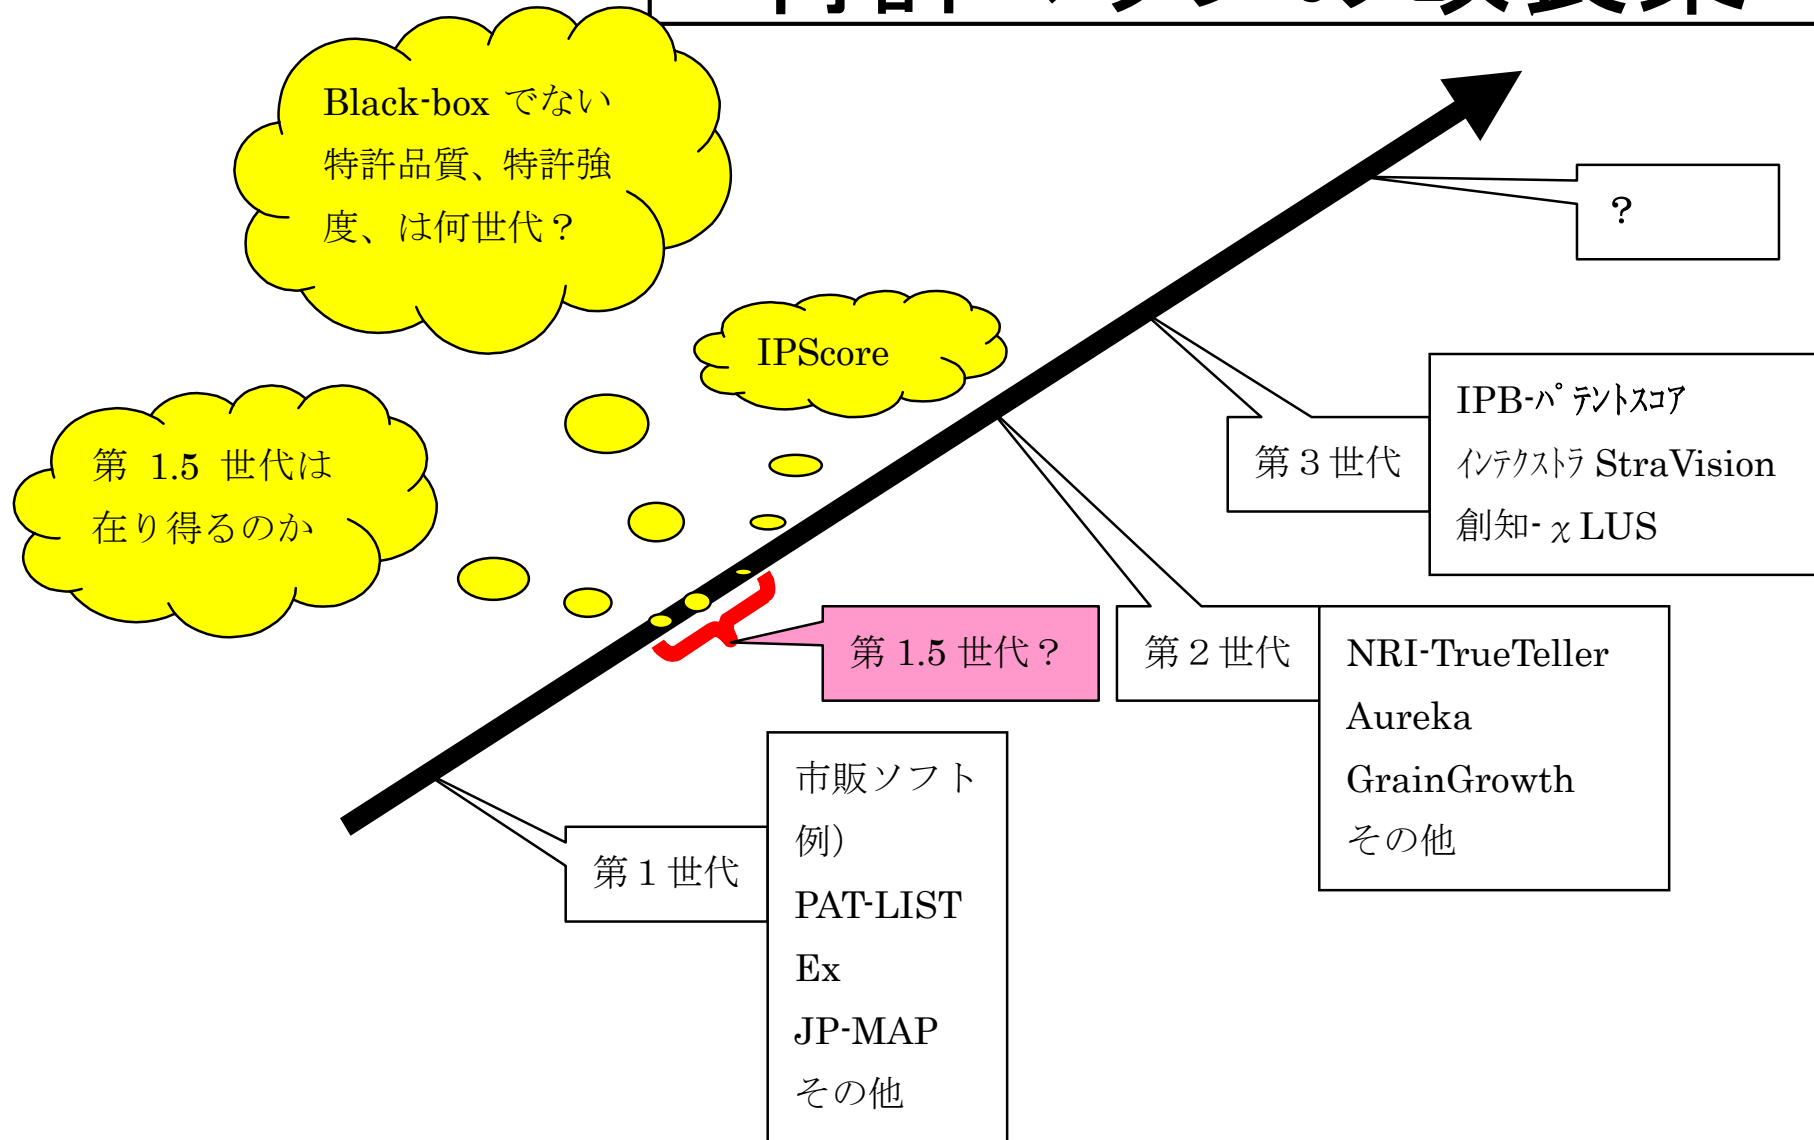 Black-box でない
特許品質、特許強
度、は何世代？
？
IPScore
IPB-ﾊﾟﾃﾝﾄｽｺｱ
ｲﾝﾃｸｽﾄﾗ StraVision
創知-χLUS
第３世代
第 1.5 世代は
在り得るのか
第 1.5 世代？
第２世代
NRI-TrueTeller
Aureka
GrainGrowth
その他
第１世代
市販ソフト
例）
PAT-LIST
Ex
JP-MAP
その他